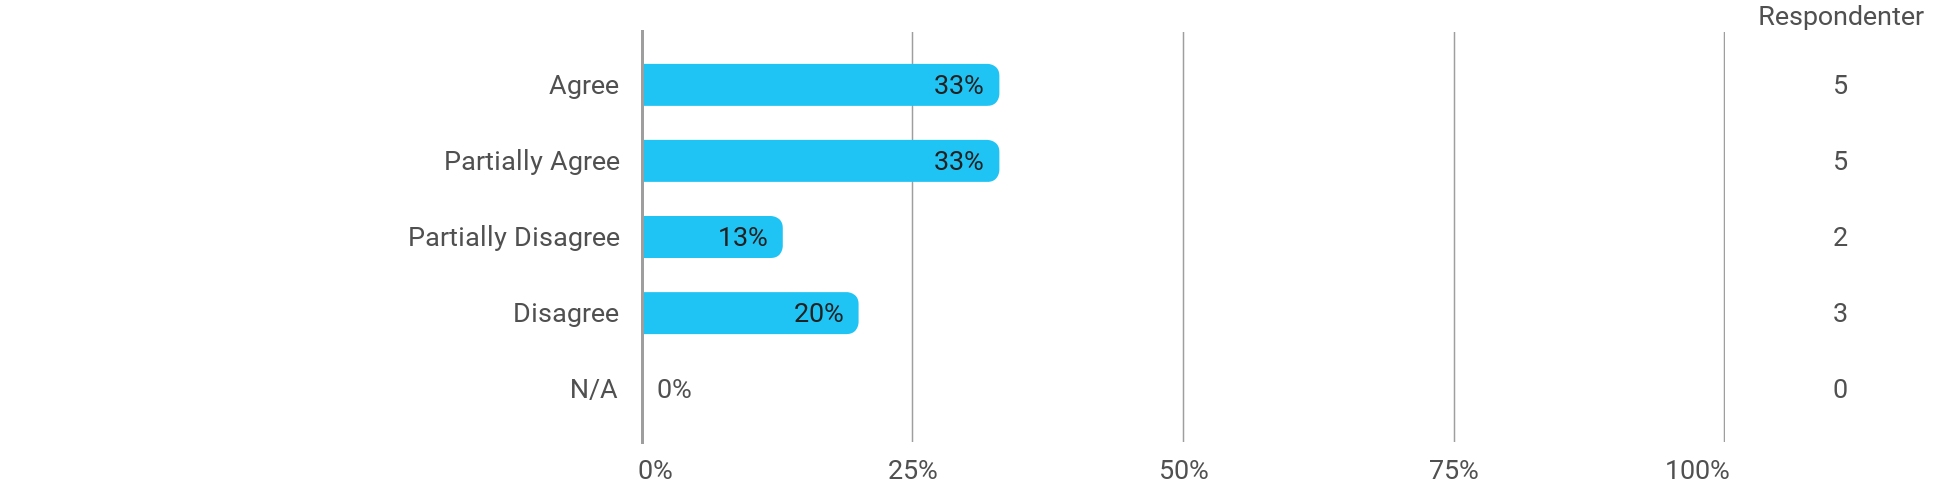 Respondenter
Agree 33% 5
Partially Agree 33% 5
Partially Disagree 13% 2
Disagree 20% 3
N/A 0% 0
0% 25% 50% 75% 100%